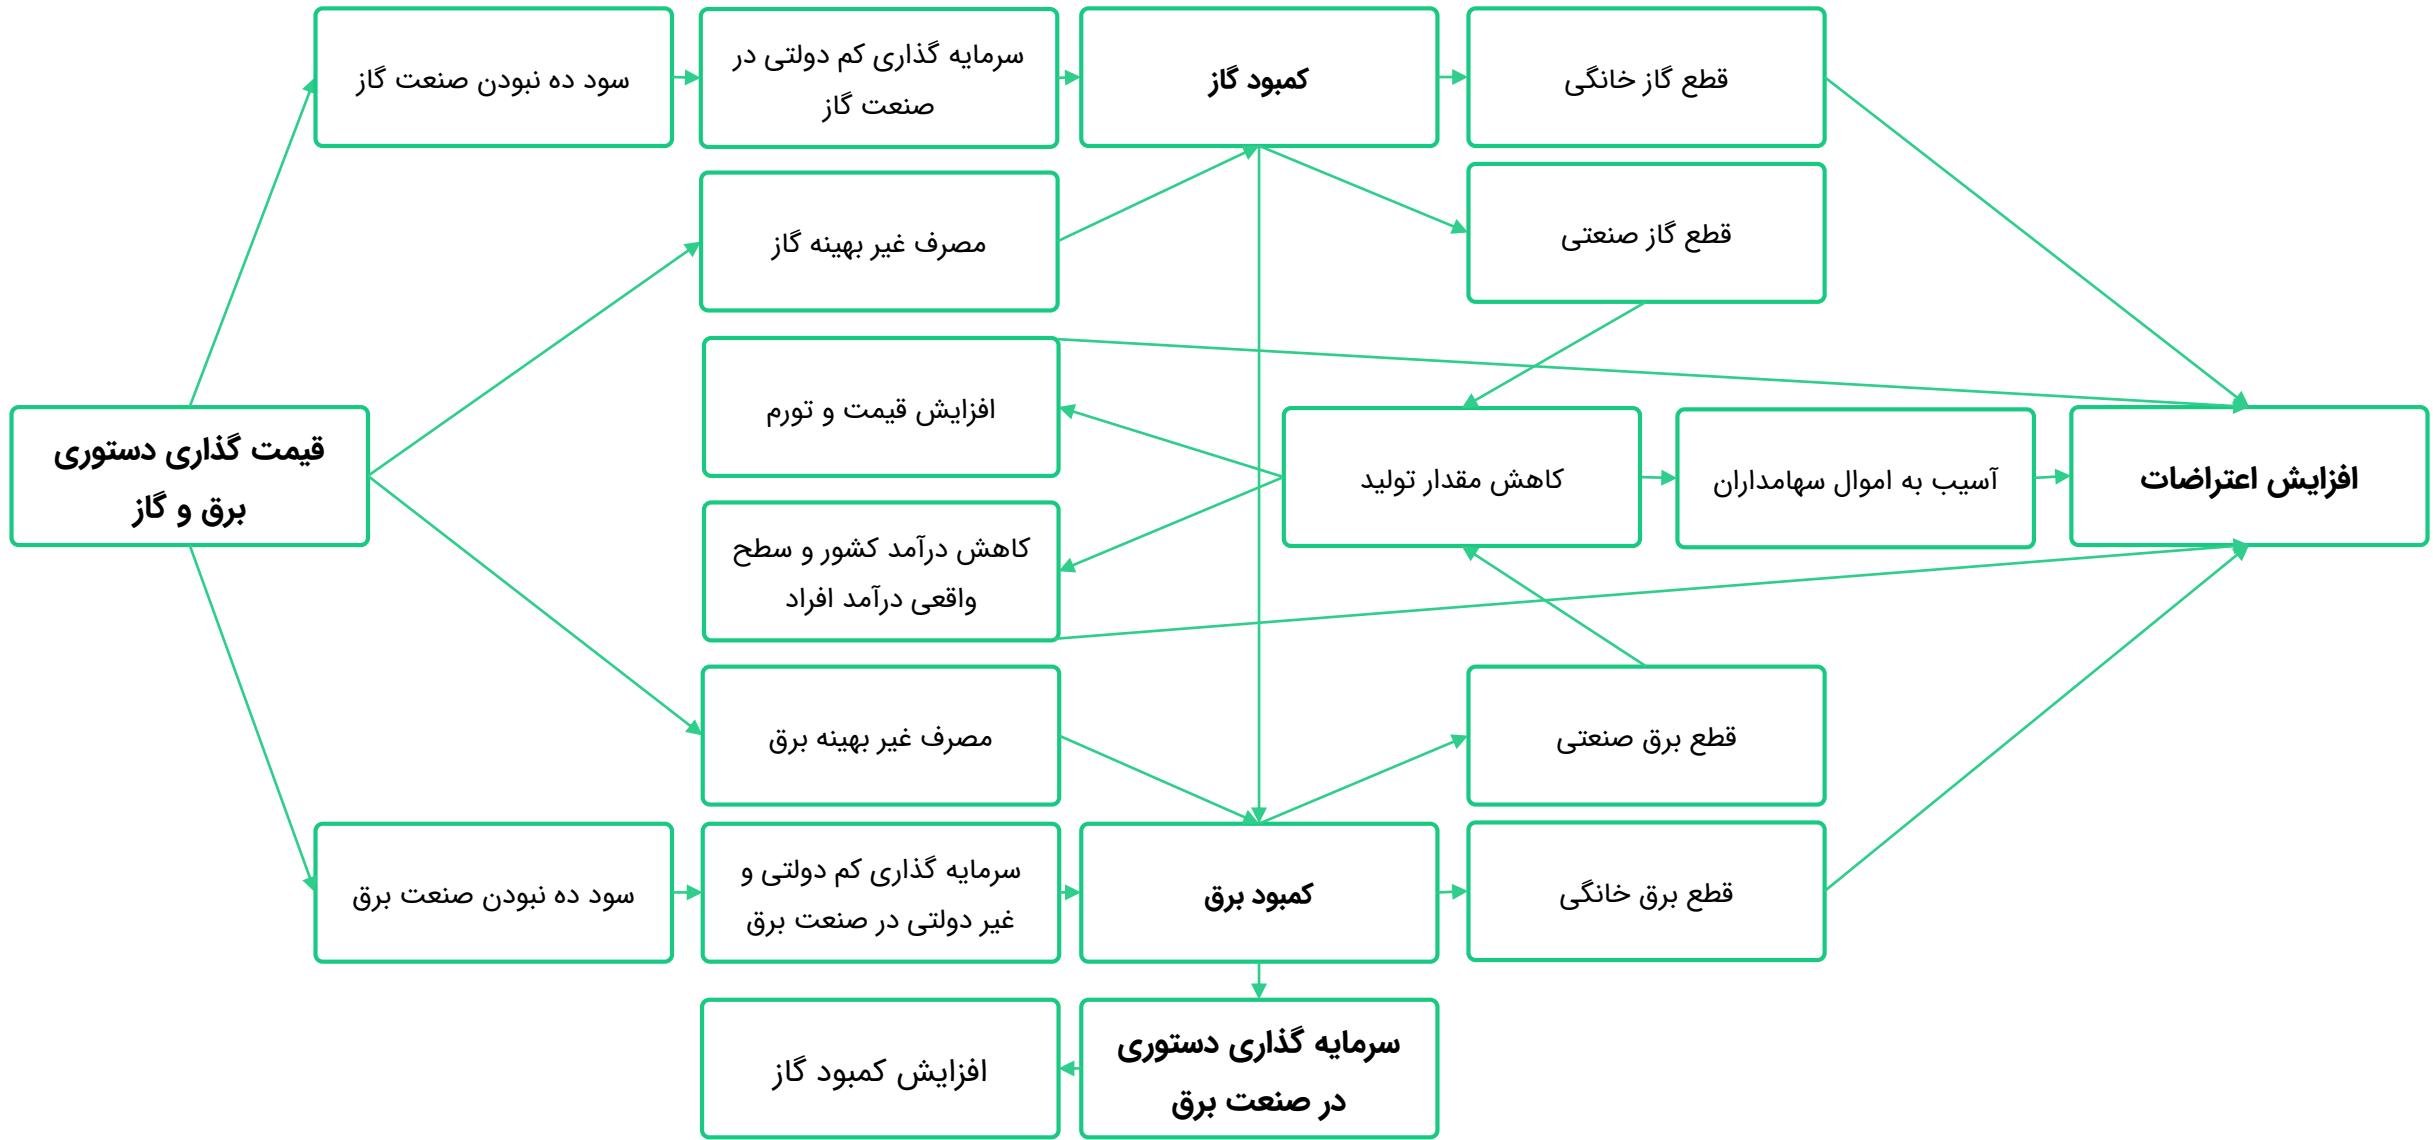 سود ده نبودن صنعت گاز
سرمایه گذاری کم دولتی در
صنعت گاز
کمبود گاز
قطع گاز خانگی
مصرف غیر بهینه گاز
قطع گاز صنعتی
افزایش قیمت و تورم
قیمت گذاری دستوری
برق و گاز
کاهش مقدار تولید
آسیب به اموال سهامداران
افزایش اعتراضات
کاهش درآمد کشور و سطح
واقعی درآمد افراد
مصرف غیر بهینه برق
قطع برق صنعتی
سود ده نبودن صنعت برق
سرمایه گذاری کم دولتی و
غیر دولتی در صنعت برق
کمبود برق
قطع برق خانگی
افزایش کمبود گاز
سرمایه گذاری دستوری
در صنعت برق